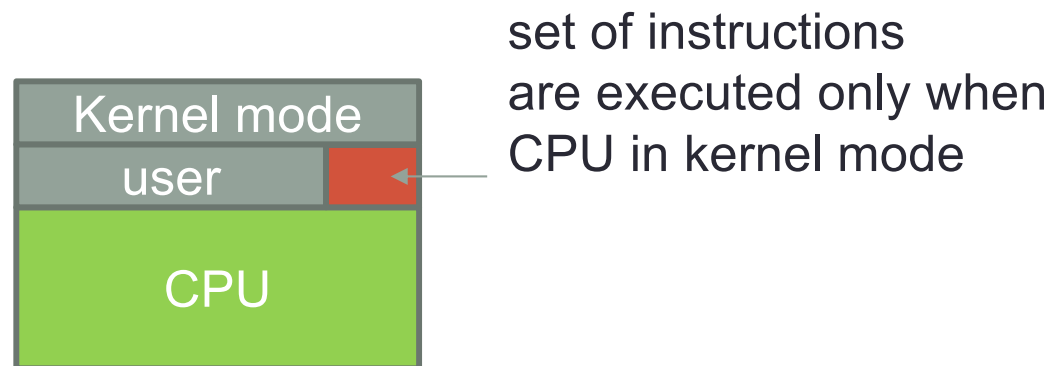 set of instructions
are executed only when
CPU in kernel mode
Kernel mode
user
CPU